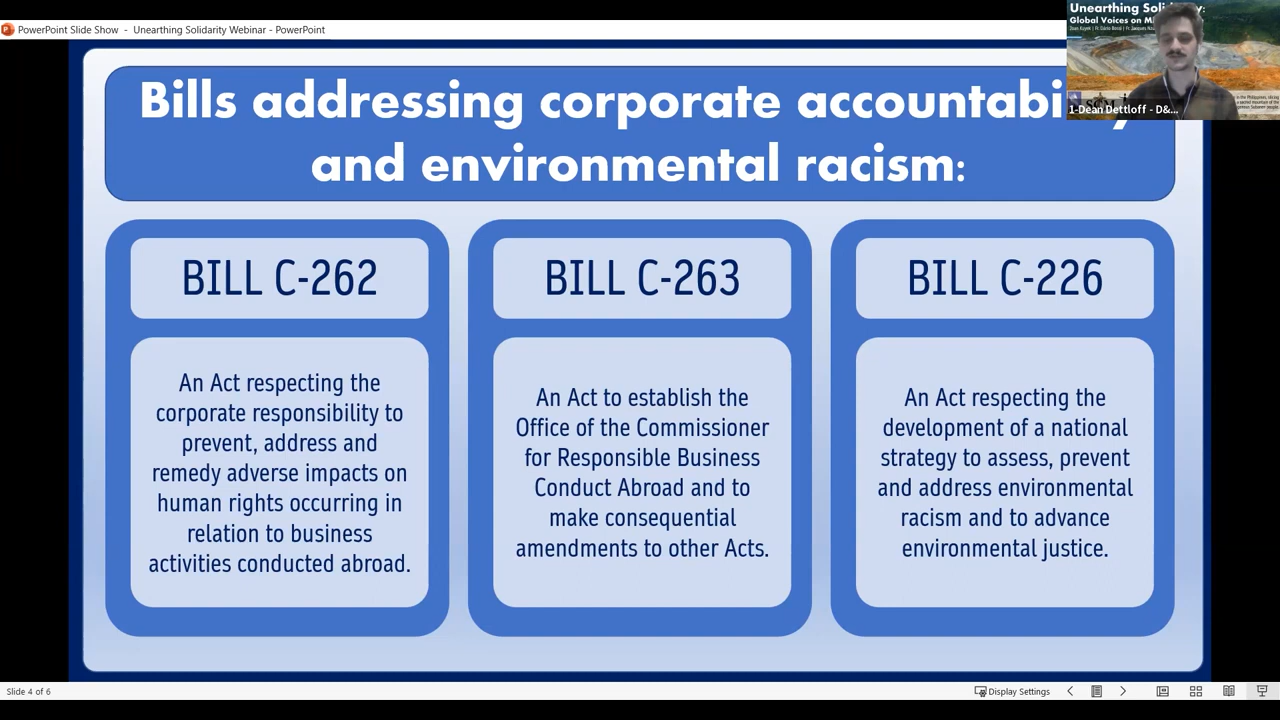 PowerPoint Slide Show - Unearthing Solidarity Webinar - PowerPoint
Unearthing Soli
Global Voices on Mi
1-Dean Dettloff - D&...
Bills addressing corporate accountabi
and environmental racism:
BILL C-262
An Act respecting the
corporate responsibility to
prevent, address and
remedy adverse impacts on
human rights occurring in
relation to business
activities conducted abroad.
BILL C-263
An Act to establish the
Office of the Commissioner
for Responsible Business
Conduct Abroad and to
make consequential
amendments to other Acts.
BILL C-226
An Act respecting the
development of a national
strategy to assess, prevent
and address environmental
racism and to advance
environmental justice.
Slide 4 of 6
Display Settings